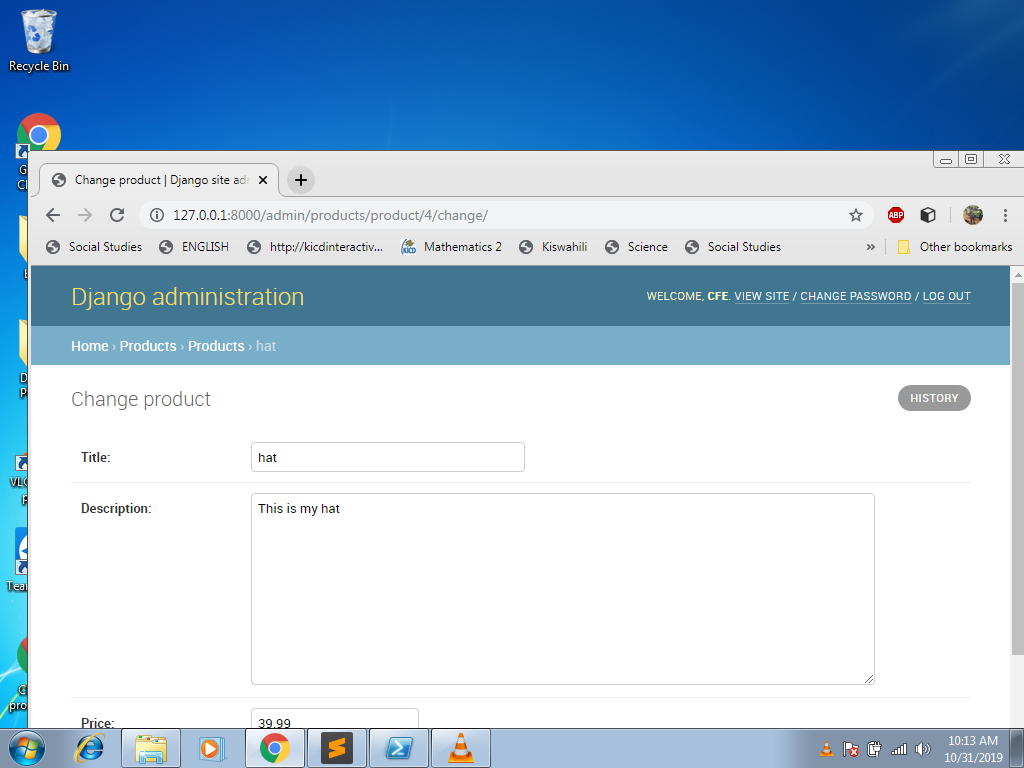 Recycle Bin
Change product | Django site adr
127.0.0.1:8000/admin/products/product/4/change/
ABP
Social Studies ENGLISH http://kicdinteractiv... KICD Mathematics 2 Kiswahili Science Social Studies » Other bookmarks
Django administration
WELCOME, CFE. VIEW SITE / CHANGE PASSWORD / LOG OUT
Home › Products › Products › hat
Change product
HISTORY
Title: hat
Description: This is my hat
Price: 39.99
10:13 AM
10/31/2019